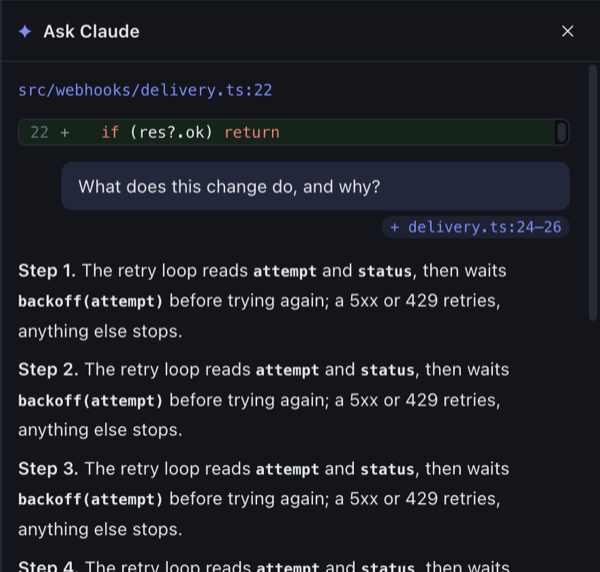 Ask Claude
src/webhooks/delivery.ts:22
22 + if (res?.ok) return
What does this change do, and why?
+ delivery.ts:24–26
Step 1. The retry loop reads attempt and status, then waits
backoff(attempt) before trying again; a 5xx or 429 retries,
anything else stops.
Step 2. The retry loop reads attempt and status, then waits
backoff(attempt) before trying again; a 5xx or 429 retries,
anything else stops.
Step 3. The retry loop reads attempt and status, then waits
backoff(attempt) before trying again; a 5xx or 429 retries,
anything else stops.
Step 4. The retry loop reads attempt and status, then waits